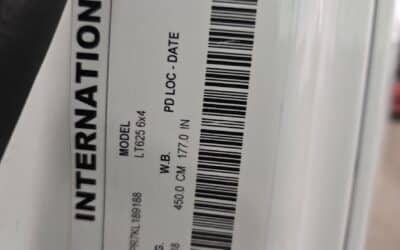 INTERNATION
MODEL
LT625 6x4
W.B.
450.0 CM 177.0 IN
PD LOC - DATE